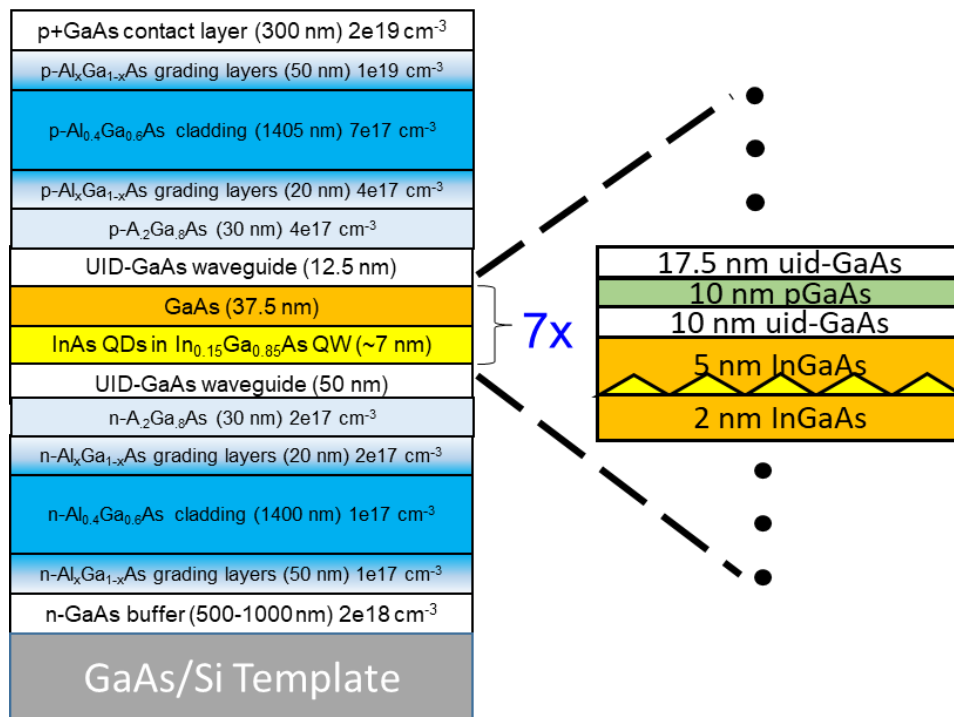 p+GaAs contact layer (300 nm) 2e19 cm⁻³
p-AlₓGa₁₋ₓAs grading layers (50 nm) 1e19 cm⁻³
p-Al₀.₄Ga₀.₆As cladding (1405 nm) 7e17 cm⁻³
p-AlₓGa₁₋ₓAs grading layers (20 nm) 4e17 cm⁻³
p-A.₂Ga.₈As (30 nm) 4e17 cm⁻³
UID-GaAs waveguide (12.5 nm)
GaAs (37.5 nm)
InAs QDs in In₀.₁₅Ga₀.₈₅As QW (~7 nm)
UID-GaAs waveguide (50 nm)
n-A.₂Ga.₈As (30 nm) 2e17 cm⁻³
n-AlₓGa₁₋ₓAs grading layers (20 nm) 2e17 cm⁻³
n-Al₀.₄Ga₀.₆As cladding (1400 nm) 1e17 cm⁻³
n-AlₓGa₁₋ₓAs grading layers (50 nm) 1e17 cm⁻³
n-GaAs buffer (500-1000 nm) 2e18 cm⁻³
GaAs/Si Template
7x
17.5 nm uid-GaAs
10 nm pGaAs
10 nm uid-GaAs
5 nm InGaAs
2 nm InGaAs